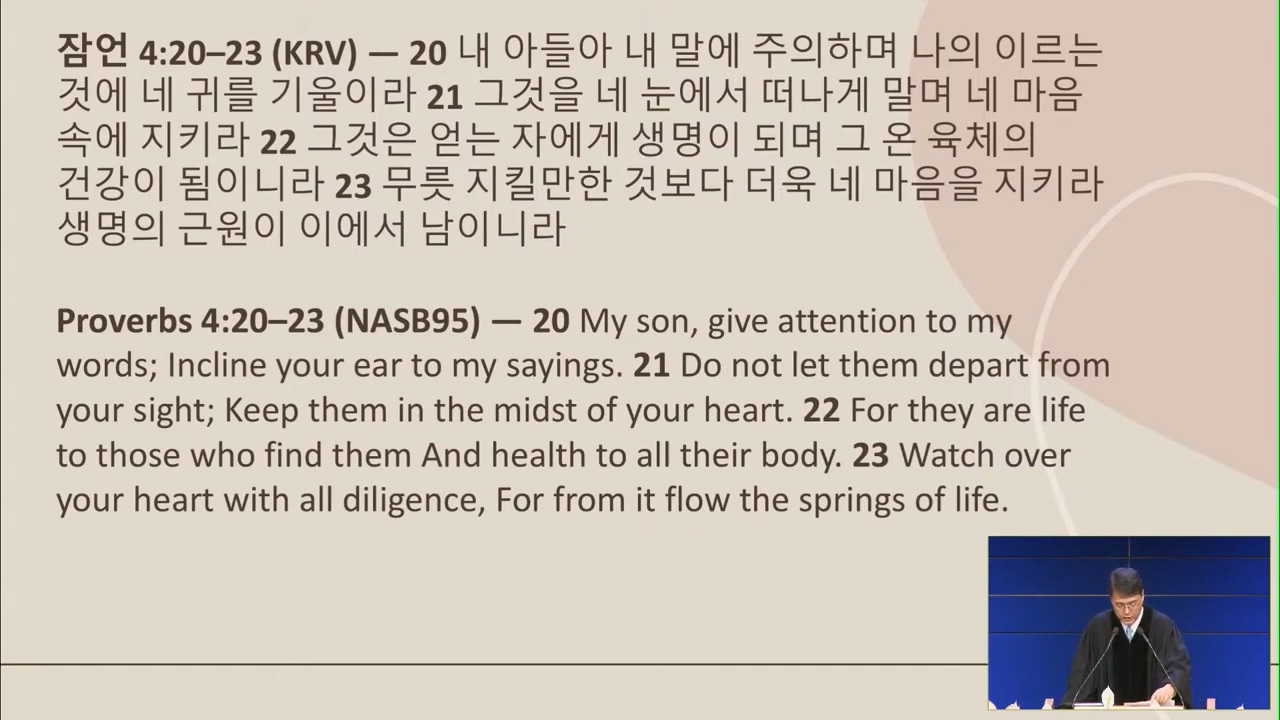 잠언 4:20–23 (KRV) — 20 내 아들아 내 말에 주의하며 나의 이르는
것에 네 귀를 기울이라 21 그것을 네 눈에서 떠나게 말며 네 마음
속에 지키라 22 그것은 얻는 자에게 생명이 되며 그 온 육체의
건강이 됨이니라 23 무릇 지킬만한 것보다 더욱 네 마음을 지키라
생명의 근원이 이에서 남이니라
Proverbs 4:20–23 (NASB95) — 20 My son, give attention to my
words; Incline your ear to my sayings. 21 Do not let them depart from
your sight; Keep them in the midst of your heart. 22 For they are life
to those who find them And health to all their body. 23 Watch over
your heart with all diligence, For from it flow the springs of life.